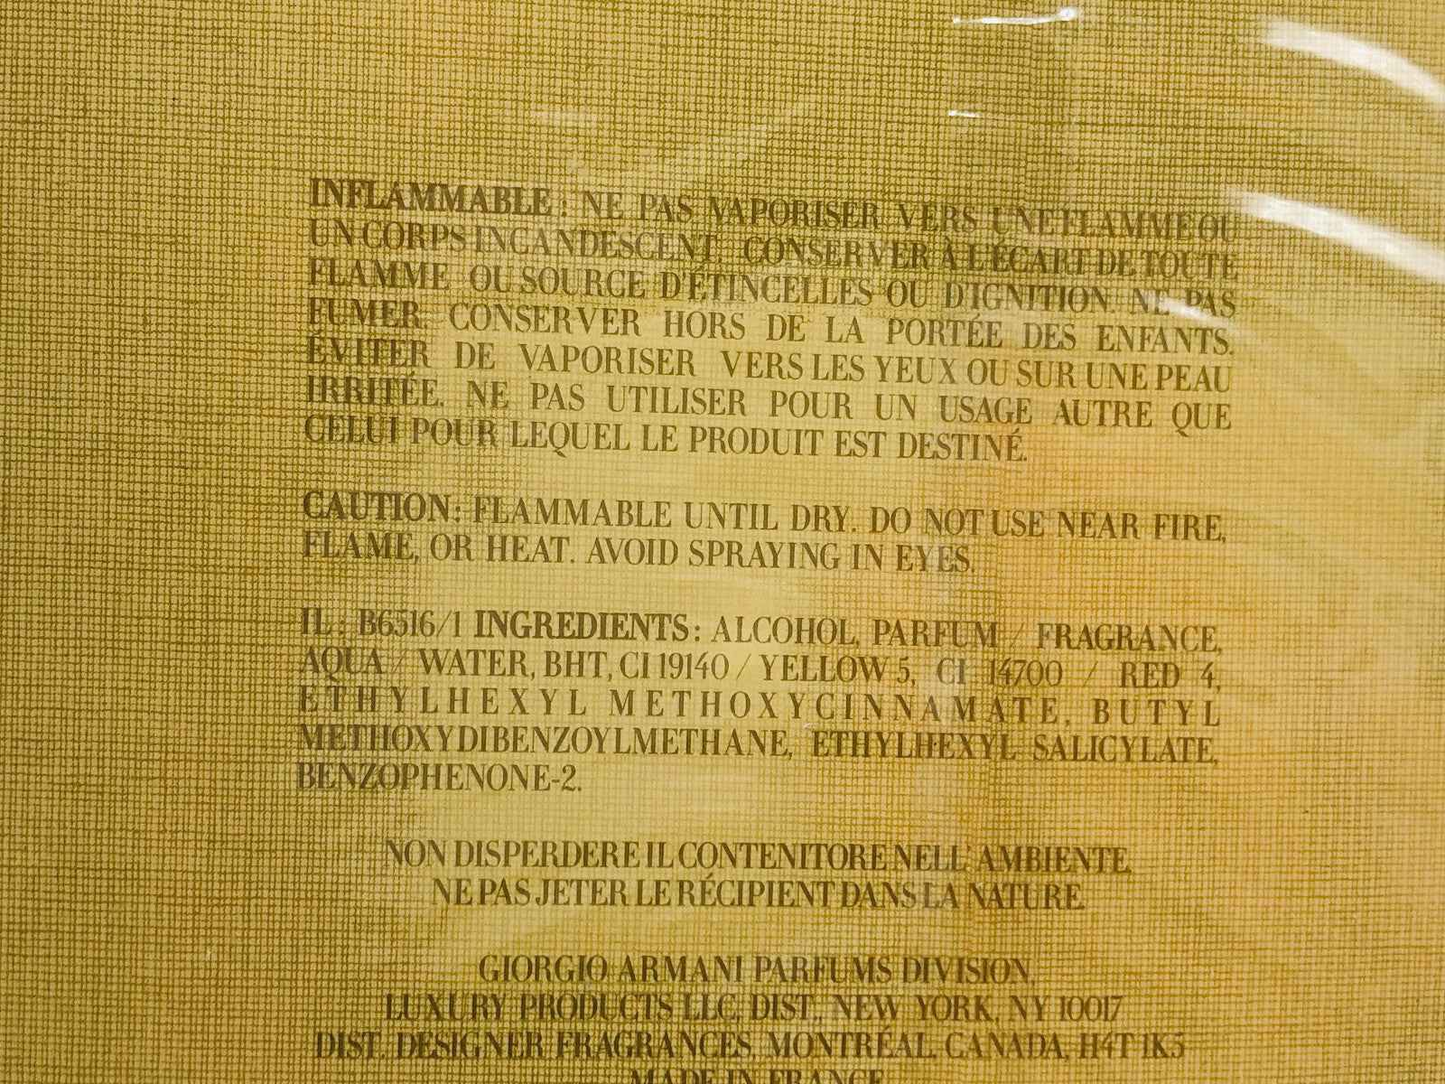 INFLAMMABLE : NE PAS VAPORISER VERS UNE FLAMME OU
UN CORPS INCANDESCENT. CONSERVER À L'ÉCART DE TOUTE
FLAMME OU SOURCE D'ÉTINCELLES OU D'IGNITION. NE PAS
FUMER. CONSERVER HORS DE LA PORTÉE DES ENFANTS.
ÉVITER DE VAPORISER VERS LES YEUX OU SUR UNE PEAU
IRRITÉE. NE PAS UTILISER POUR UN USAGE AUTRE QUE
CELUI POUR LEQUEL LE PRODUIT EST DESTINÉ.
CAUTION: FLAMMABLE UNTIL DRY. DO NOT USE NEAR FIRE,
FLAME, OR HEAT. AVOID SPRAYING IN EYES.
IL : B6516/1 INGREDIENTS : ALCOHOL, PARFUM / FRAGRANCE,
AQUA / WATER, BHT, CI 19140 / YELLOW 5, CI 14700 / RED 4,
ETHYLHEXYL METHOXYCINNAMATE, BUTYL
METHOXYDIBENZOYLMETHANE, ETHYLHEXYL SALICYLATE,
BENZOPHENONE-2.
NON DISPERDERE IL CONTENITORE NELL' AMBIENTE.
NE PAS JETER LE RÉCIPIENT DANS LA NATURE.
GIORGIO ARMANI PARFUMS DIVISION,
LUXURY PRODUCTS LLC, DIST., NEW YORK, NY 10017
DIST. DESIGNER FRAGRANCES, MONTRÉAL, CANADA, H4T 1K5
MADE IN FRANCE